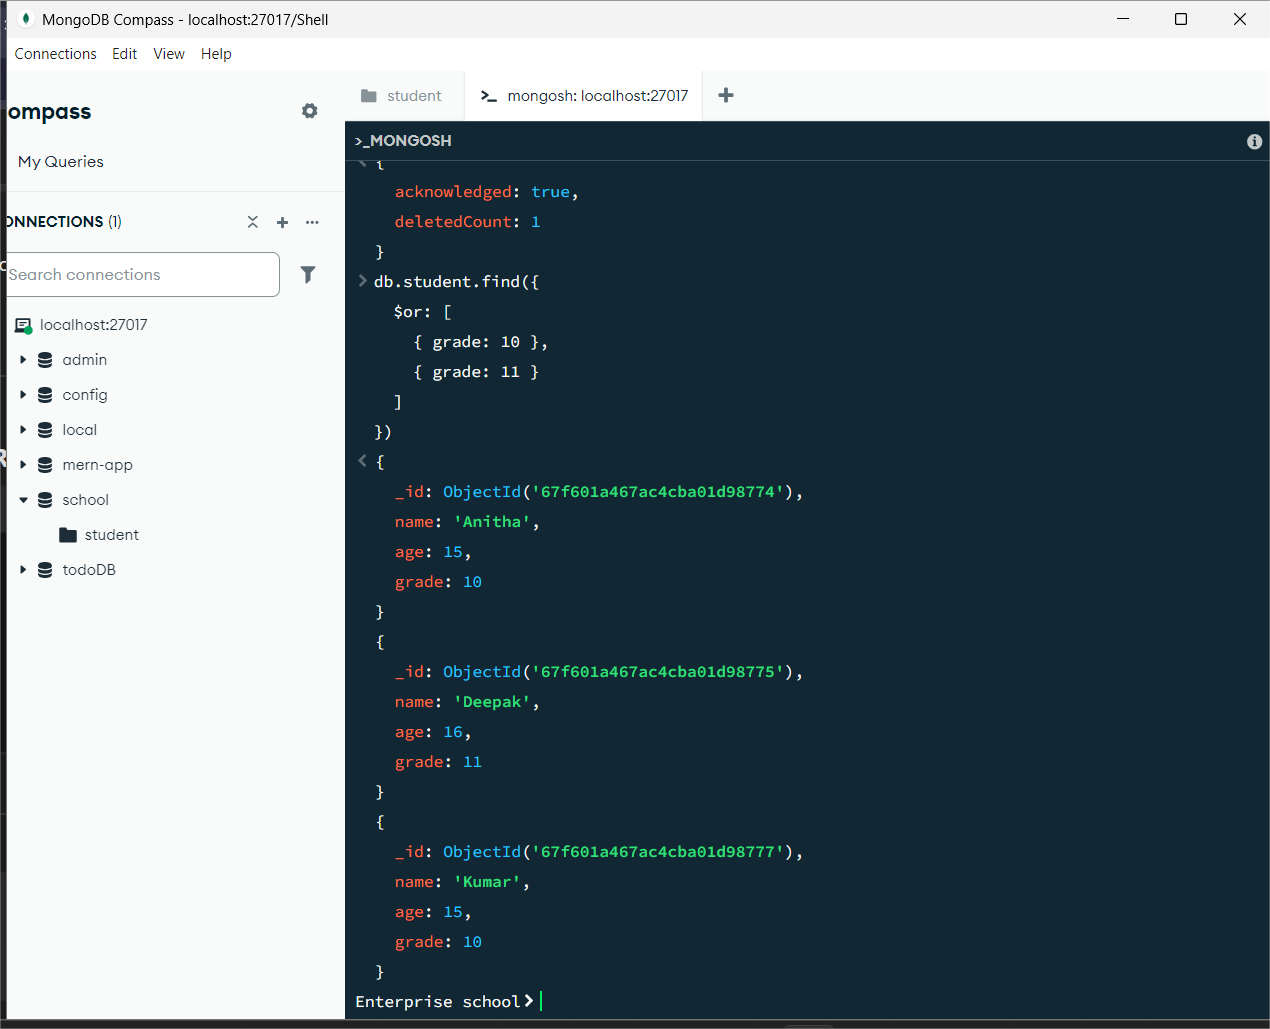 MongoDB Compass - localhost:27017/Shell
Connections Edit View Help
ompass
My Queries
ONNECTIONS (1)
Search connections
localhost:27017
admin
config
local
mern-app
school
student
todoDB
student
mongosh: localhost:27017
>_MONGOSH
{
acknowledged: true,
deletedCount: 1
}
db.student.find({
$or: [
{ grade: 10 },
{ grade: 11 }
]
})
{
_id: ObjectId('67f601a467ac4cba01d98774'),
name: 'Anitha',
age: 15,
grade: 10
}
{
_id: ObjectId('67f601a467ac4cba01d98775'),
name: 'Deepak',
age: 16,
grade: 11
}
{
_id: ObjectId('67f601a467ac4cba01d98777'),
name: 'Kumar',
age: 15,
grade: 10
}
Enterprise school>